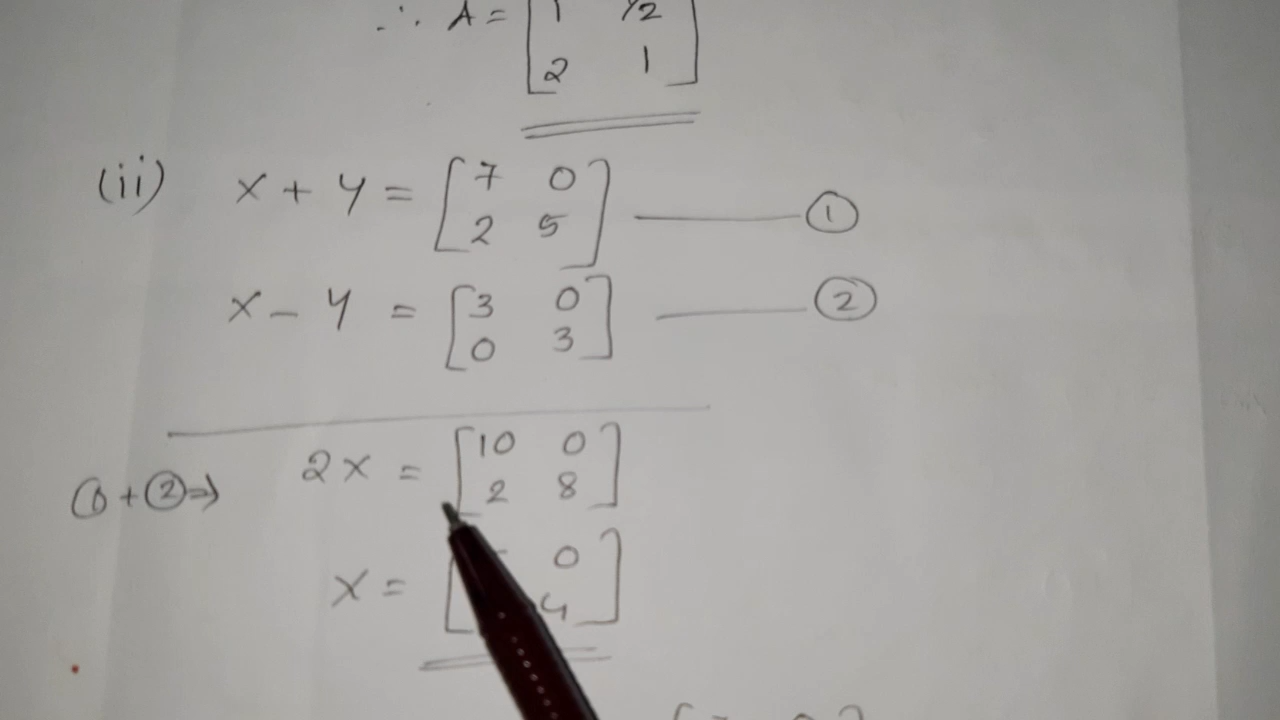 ∴ A = [1 1/2
2 1]
(ii) x + y = [7 0
2 5] ——— ①
x - y = [3 0
0 3] ——— ②
① + ② ⇒ 2x = [10 0
2 8]
x = [ 0
4]